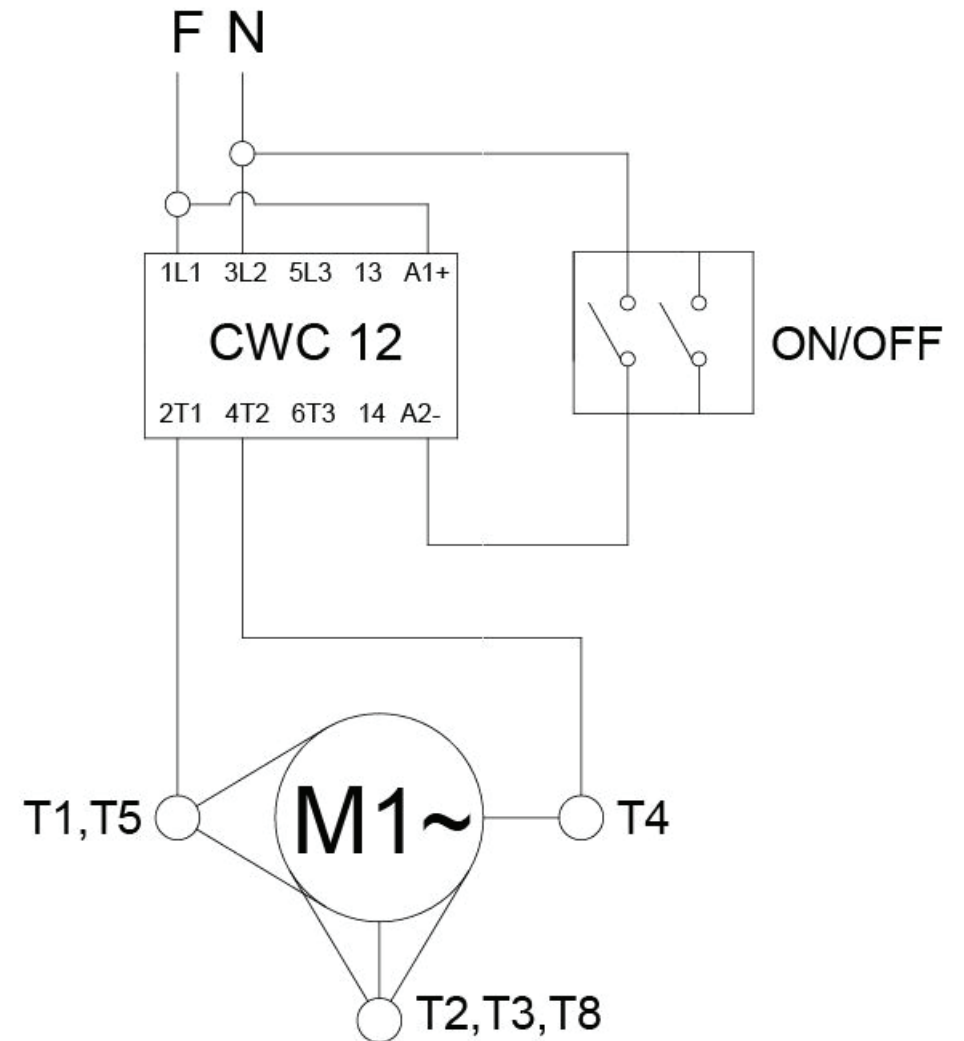 F N
1L1 3L2 5L3 13 A1+
CWC 12
2T1 4T2 6T3 14 A2-
ON/OFF
T1,T5
M1~
T4
T2,T3,T8